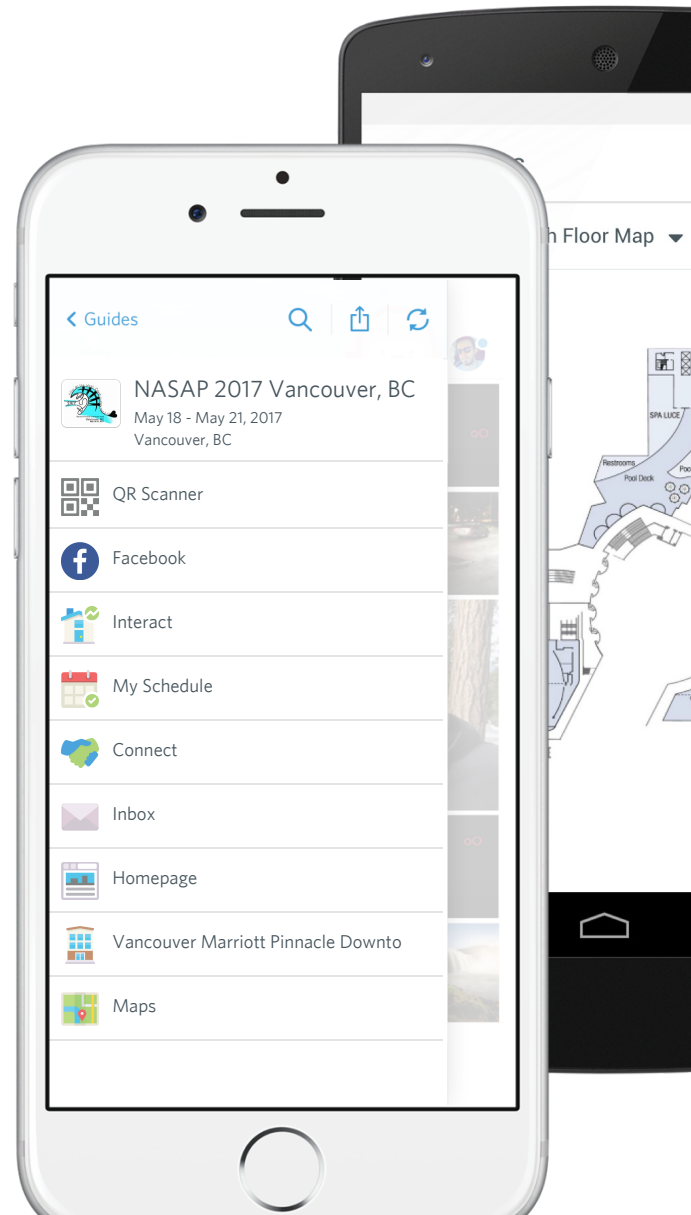 Guides
NASAP 2017 Vancouver, BC
May 18 - May 21, 2017
Vancouver, BC
QR Scanner
Facebook
Interact
My Schedule
Connect
Inbox
Homepage
Vancouver Marriott Pinnacle Downto
Maps
h Floor Map
SPA LUCE
Restrooms
Pool Deck